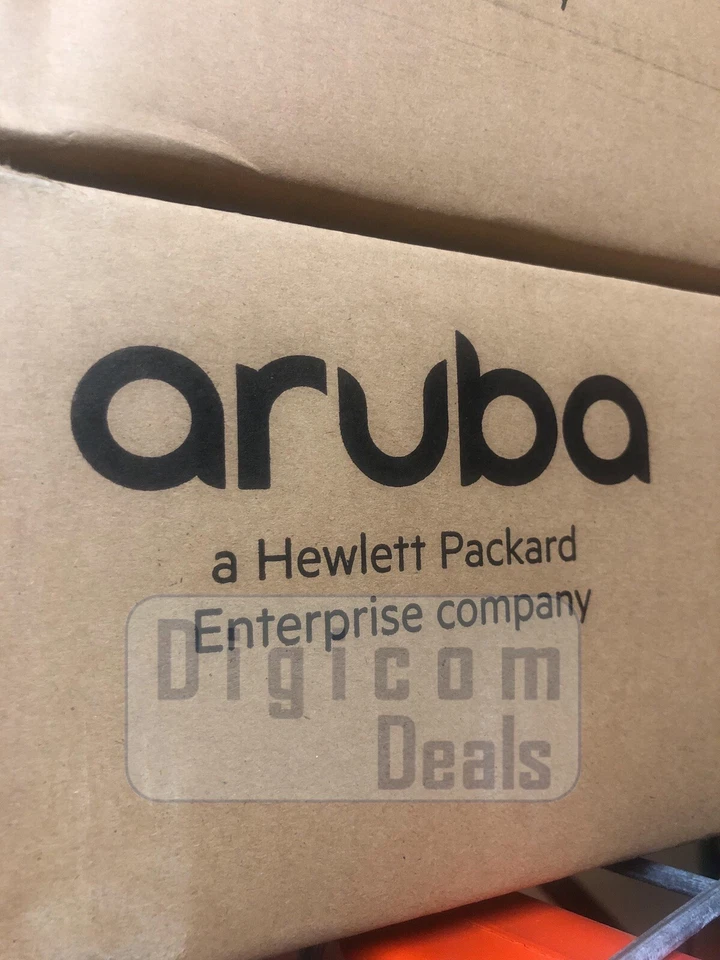 aruba
a Hewlett Packard
Enterprise company
Digicom
Deals